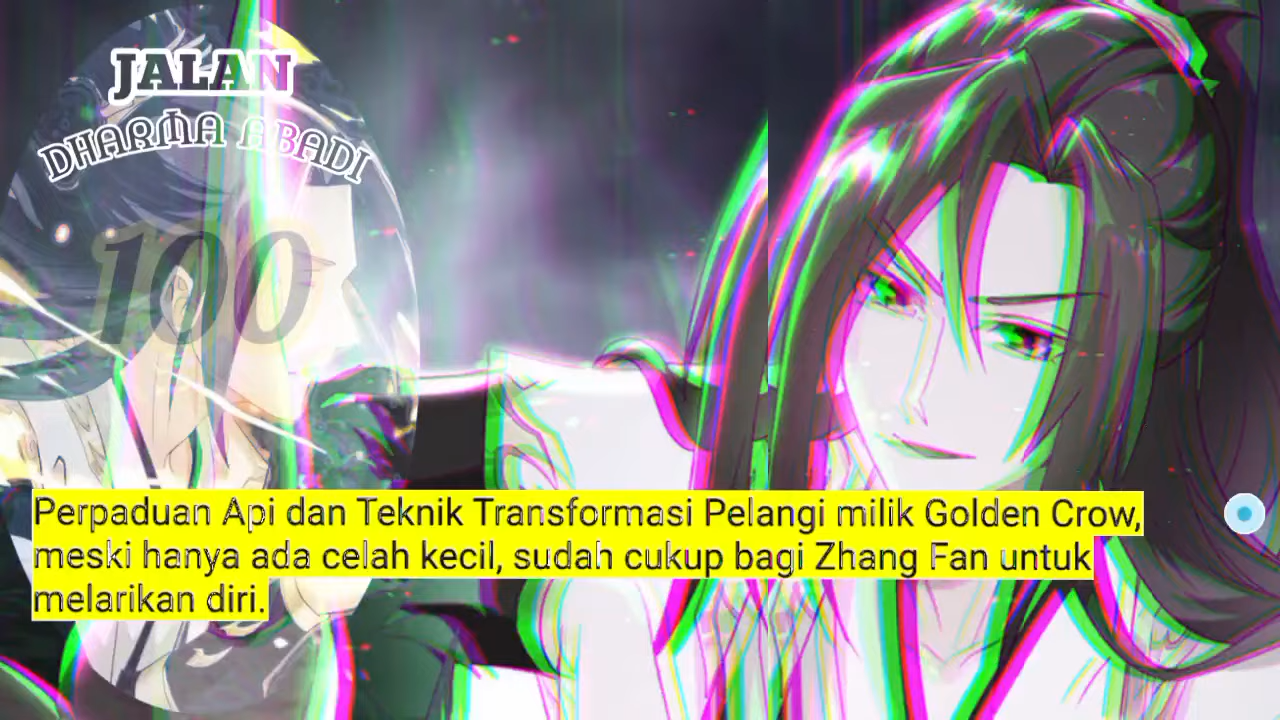 JALAN
DHARMA ABADI
100
Perpaduan Api dan Teknik Transformasi Pelangi milik Golden Crow,
meski hanya ada celah kecil, sudah cukup bagi Zhang Fan untuk
melarikan diri.